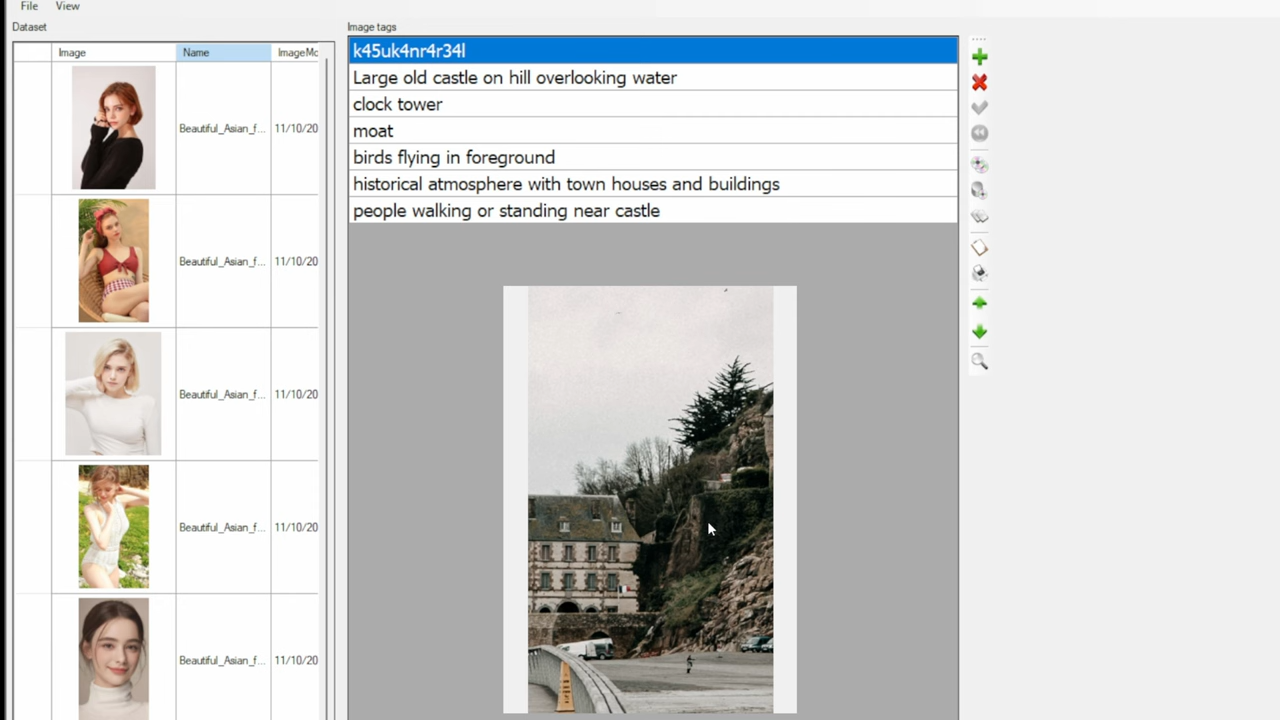 File View
Dataset
Image Name ImageMo
Beautiful_Asian_f... 11/10/20
Beautiful_Asian_f... 11/10/20
Beautiful_Asian_f... 11/10/20
Beautiful_Asian_f... 11/10/20
Beautiful_Asian_f... 11/10/20
Image tags
k45uk4nr4r34l
Large old castle on hill overlooking water
clock tower
moat
birds flying in foreground
historical atmosphere with town houses and buildings
people walking or standing near castle